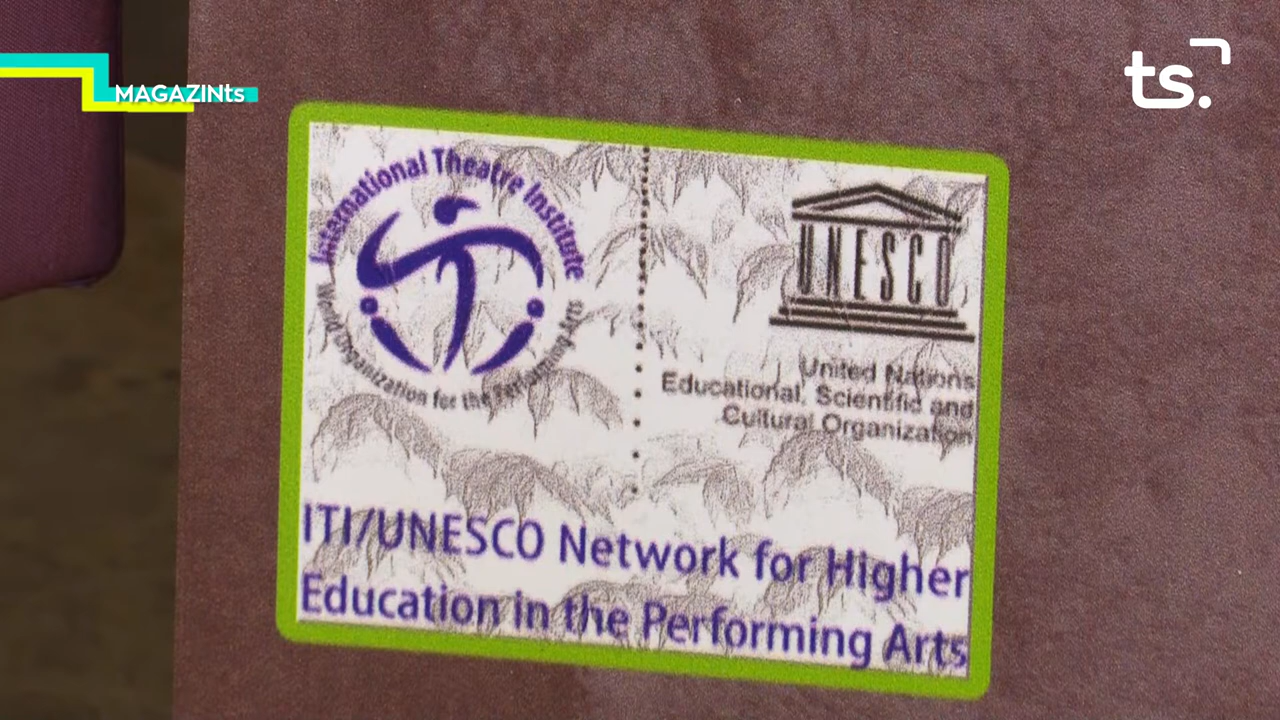 MAGAZINts
ts.
International Theatre Institute
World Organization for the Performing Arts
UNESCO
United Nations
Educational, Scientific and
Cultural Organization
ITI/UNESCO Network for Higher
Education in the Performing Arts